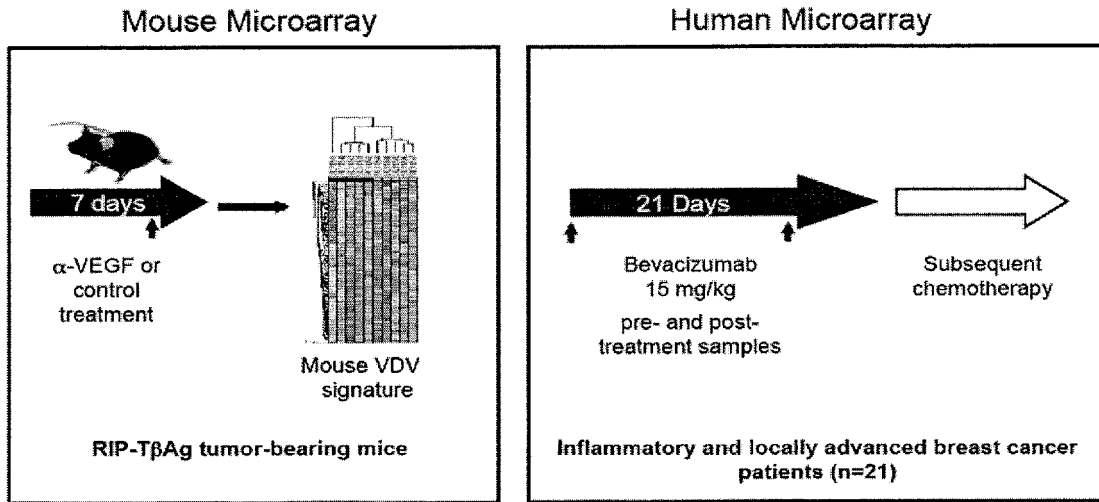 Mouse Microarray
7 days
α-VEGF or
control
treatment
Mouse VDV
signature
RIP-TβAg tumor-bearing mice
Human Microarray
21 Days
Bevacizumab
15 mg/kg
pre- and post-
treatment samples
Subsequent
chemotherapy
Inflammatory and locally advanced breast cancer
patients (n=21)